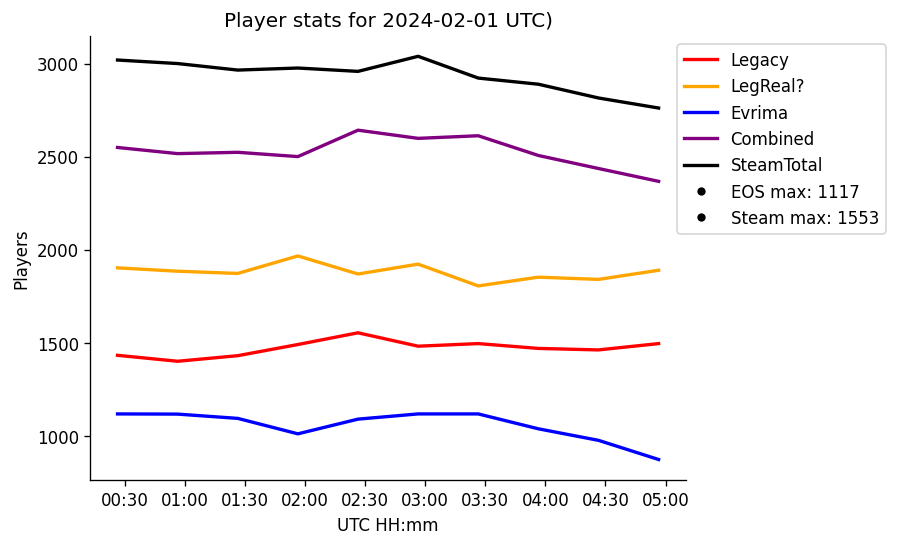 Player stats for 2024-02-01 UTC)
Players
3000
2500
2000
1500
1000
00:30 01:00 01:30 02:00 02:30 03:00 03:30 04:00 04:30 05:00
UTC HH:mm
Legacy
LegReal?
Evrima
Combined
SteamTotal
EOS max: 1117
Steam max: 1553